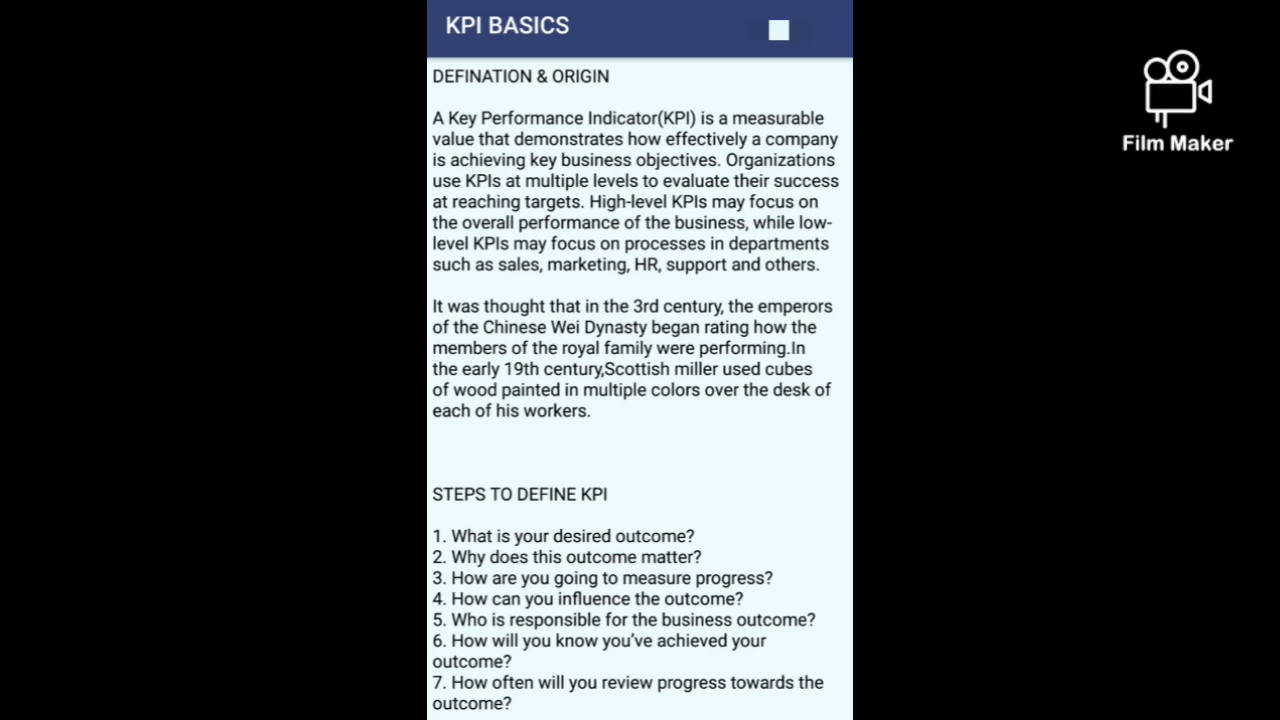 KPI BASICS
DEFINATION & ORIGIN
A Key Performance Indicator(KPI) is a measurable
value that demonstrates how effectively a company
is achieving key business objectives. Organizations
use KPIs at multiple levels to evaluate their success
at reaching targets. High-level KPIs may focus on
the overall performance of the business, while low-
level KPIs may focus on processes in departments
such as sales, marketing, HR, support and others.
It was thought that in the 3rd century, the emperors
of the Chinese Wei Dynasty began rating how the
members of the royal family were performing.In
the early 19th century,Scottish miller used cubes
of wood painted in multiple colors over the desk of
each of his workers.
STEPS TO DEFINE KPI
1. What is your desired outcome?
2. Why does this outcome matter?
3. How are you going to measure progress?
4. How can you influence the outcome?
5. Who is responsible for the business outcome?
6. How will you know you’ve achieved your
outcome?
7. How often will you review progress towards the
outcome?
Film Maker